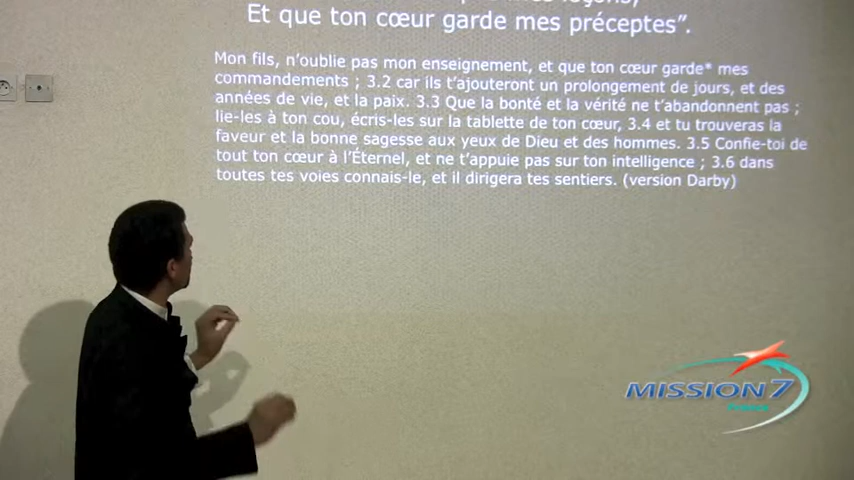 Et que ton cœur garde mes préceptes”.
Mon fils, n’oublie pas mon enseignement, et que ton cœur garde* mes
commandements ; 3.2 car ils t’ajouteront un prolongement de jours, et des
années de vie, et la paix. 3.3 Que la bonté et la vérité ne t’abandonnent pas ;
lie-les à ton cou, écris-les sur la tablette de ton cœur, 3.4 et tu trouveras la
faveur et la bonne sagesse aux yeux de Dieu et des hommes. 3.5 Confie-toi de
tout ton cœur à l’Éternel, et ne t’appuie pas sur ton intelligence ; 3.6 dans
toutes tes voies connais-le, et il dirigera tes sentiers. (version Darby)
MISSION 7